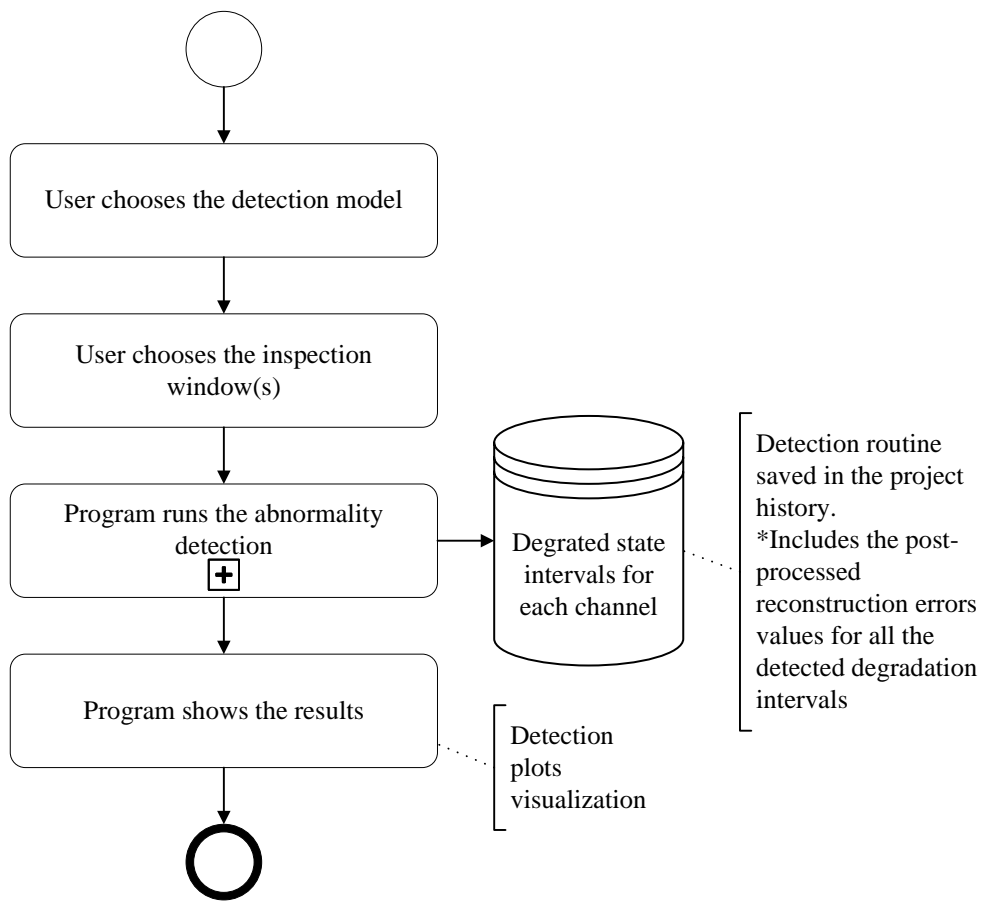 User chooses the detection model
User chooses the inspection
window(s)
Program runs the abnormality
detection
Degrated state
intervals for
each channel
Detection routine
saved in the project
history.
*Includes the post-
processed
reconstruction errors
values for all the
detected degradation
intervals
Program shows the results
Detection
plots
visualization